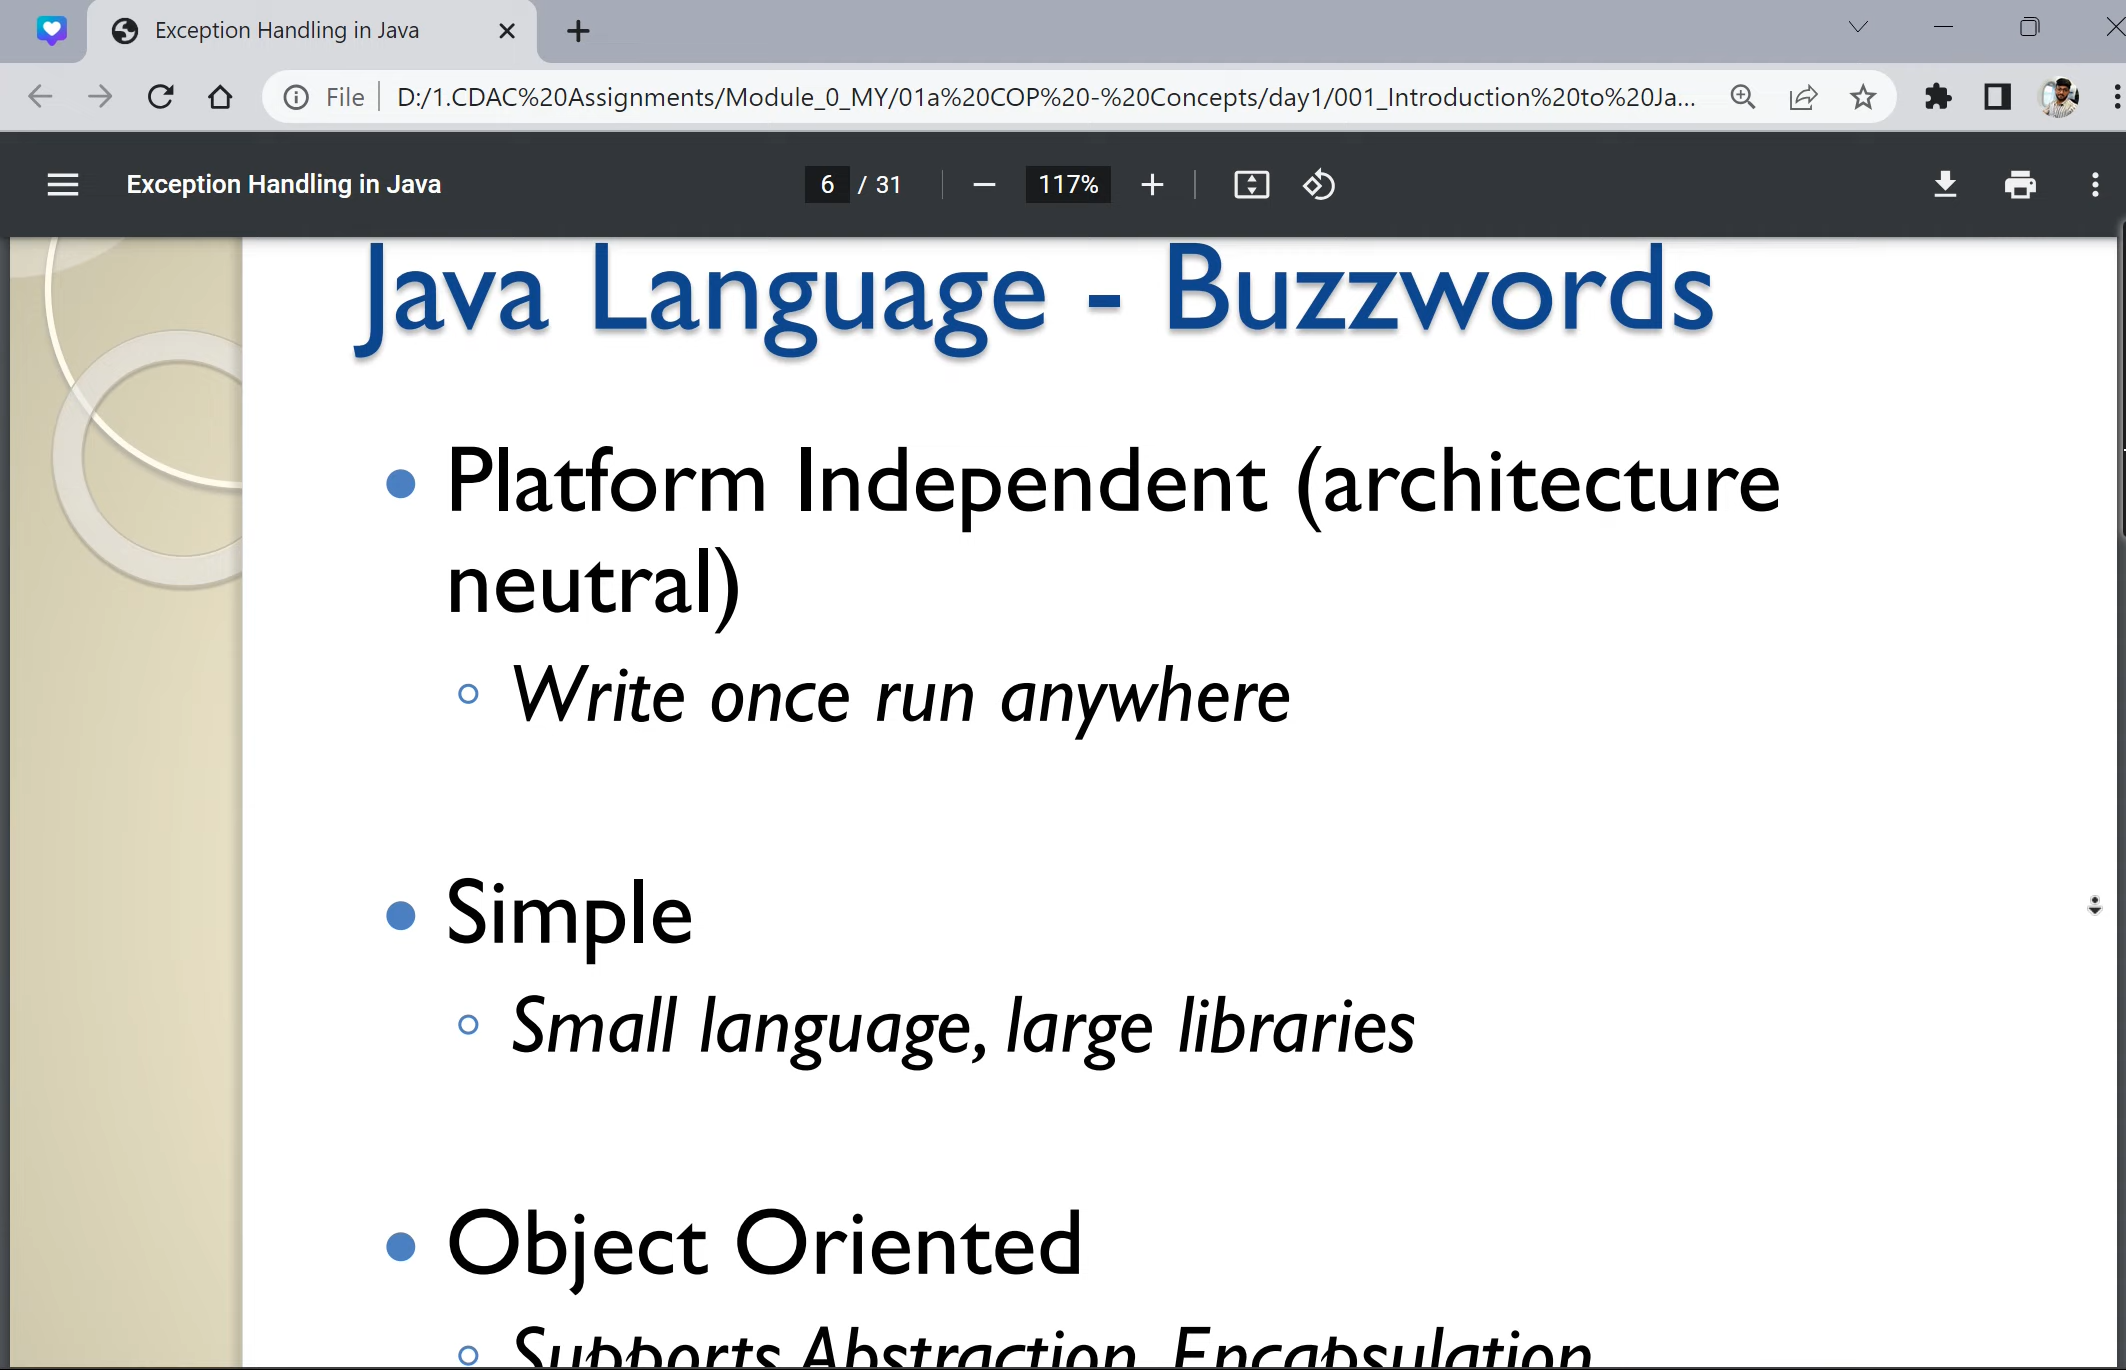 Exception Handling in Java
File D:/1.CDAC%20Assignments/Module_0_MY/01a%20COP%20-%20Concepts/day1/001_Introduction%20to%20Ja...
Exception Handling in Java 6 / 31 117%
Java Language - Buzzwords
Platform Independent (architecture
neutral)
Write once run anywhere
Simple
Small language, large libraries
Object Oriented
Supports Abstraction, Encapsulation